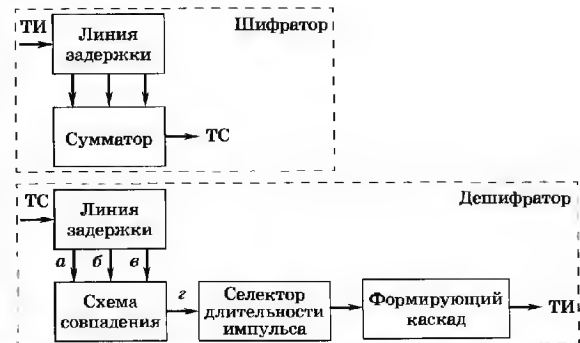 Шифратор
ТИ
Линия
задержки
Сумматор
ТС
Дешифратор
ТС
Линия
задержки
а
б
в
Схема
совпадения
г
Селектор
длительности
импульса
Формирующий
каскад
ТИ